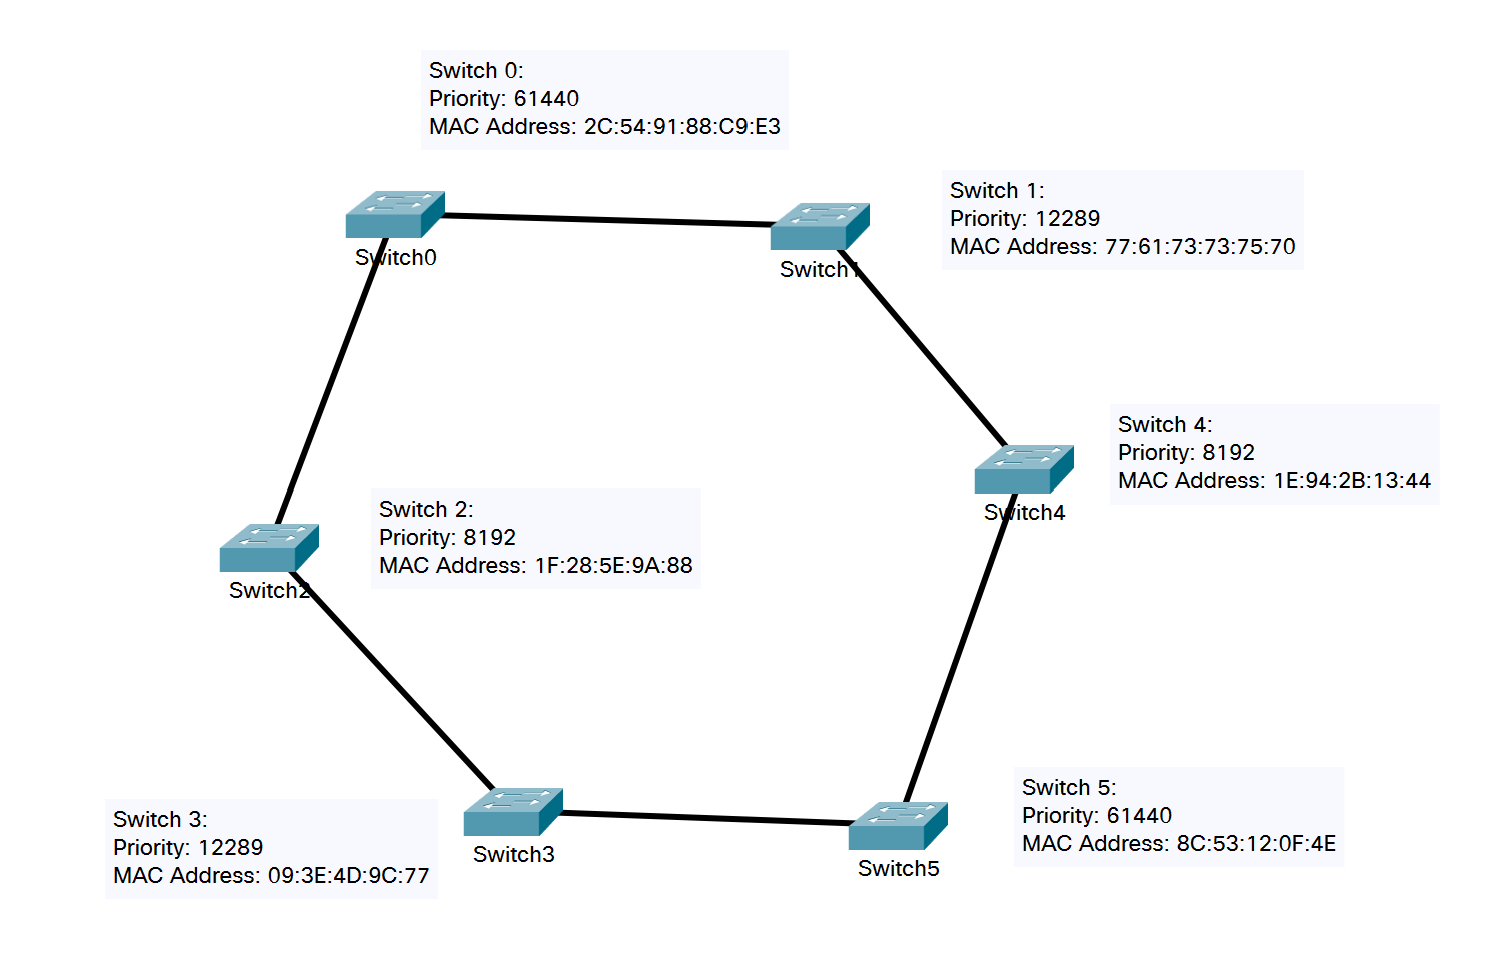 Switch 0:
Priority: 61440
MAC Address: 2C:54:91:88:C9:E3
Switch 1:
Priority: 12289
MAC Address: 77:61:73:73:75:70
Switch0
Switch1
Switch 4:
Priority: 8192
MAC Address: 1E:94:2B:13:44
Switch4
Switch 2:
Priority: 8192
MAC Address: 1F:28:5E:9A:88
Switch2
Switch 5:
Priority: 61440
MAC Address: 8C:53:12:0F:4E
Switch 3:
Priority: 12289
MAC Address: 09:3E:4D:9C:77
Switch3
Switch5